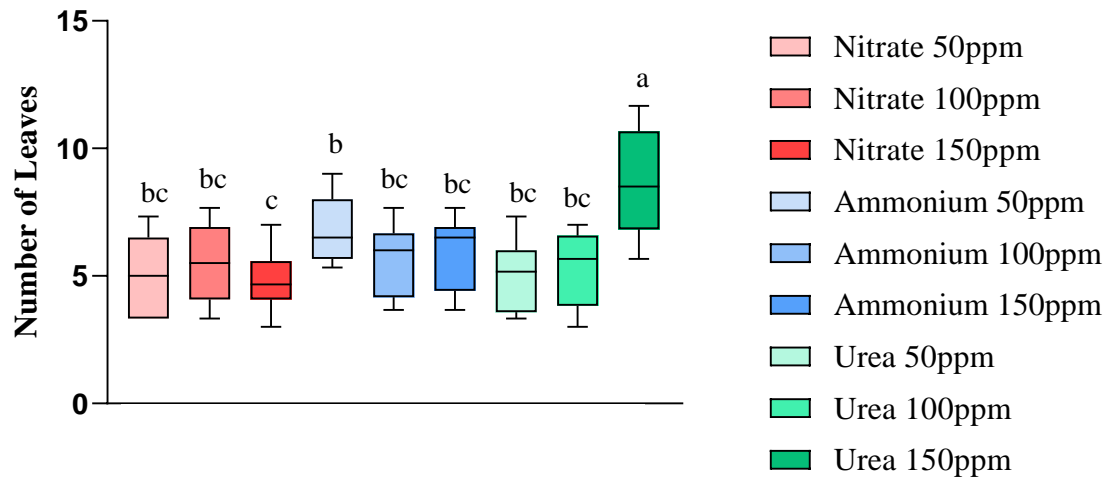 15
10
5
0
Number of Leaves
bc
bc
c
b
bc
bc
bc
bc
a
Nitrate 50ppm
Nitrate 100ppm
Nitrate 150ppm
Ammonium 50ppm
Ammonium 100ppm
Ammonium 150ppm
Urea 50ppm
Urea 100ppm
Urea 150ppm